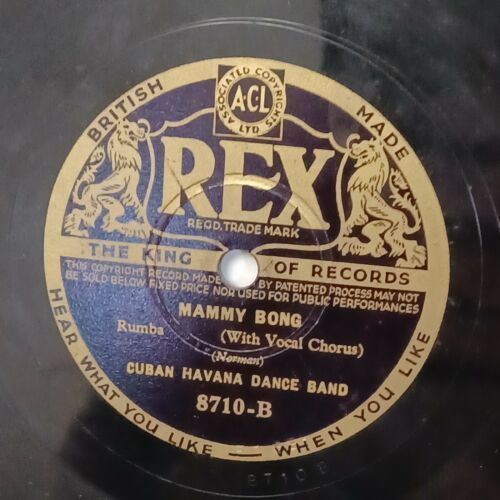 BRITISH MADE
ASSOCIATED COPYRIGHTS LTD.
ACL
REX
REGD. TRADE MARK
THE KING OF RECORDS
THIS COPYRIGHT RECORD MADE BY PATENTED PROCESS MAY NOT
BE SOLD BELOW FIXED PRICE NOR USED FOR PUBLIC PERFORMANCES
MAMMY BONG
Rumba (With Vocal Chorus)
(Norman)
CUBAN HAVANA DANCE BAND
8710-B
HEAR WHAT YOU LIKE — WHEN YOU LIKE
8710B